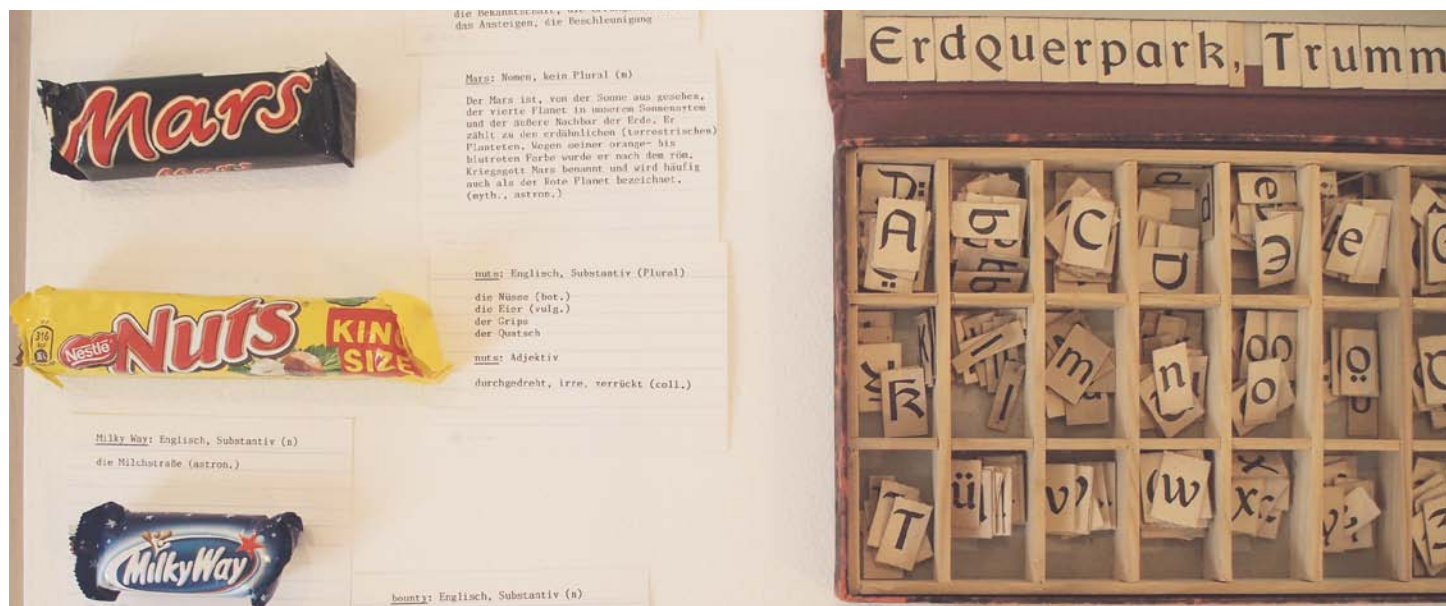 das Ansteigen, die Beschleunigung
Mars
Mars
Mars: Nomen, kein Plural (m)
Der Mars ist, von der Sonne aus gesehen,
der vierte Planet in unserem Sonnensystem
und der äußere Nachbar der Erde. Er
zählt zu den erdähnlichen (terrestrischen)
Planteten. Wegen seiner orange- bis
blutroten Farbe wurde er nach dem röm.
Kriegsgott Mars benannt und wird häufig
auch als der Rote Planet bezeichnet.
(myth., astron.)
316
Nestlé
Nuts
KING
SIZE
nuts: Englisch, Substantiv (Plural)
die Nüsse (bot.)
die Eier (vulg.)
der Grips
der Quatsch
nuts: Adjektiv
durchgedreht, irre, verrückt (coll.)
Milky Way: Englisch, Substantiv (n)
die Milchstraße (astron.)
MilkyWay
bounty: Englisch, Substantiv (n)
Erdquerpark, Trumm
Ä b C D e e
k l m n o ö
T ü v w x y